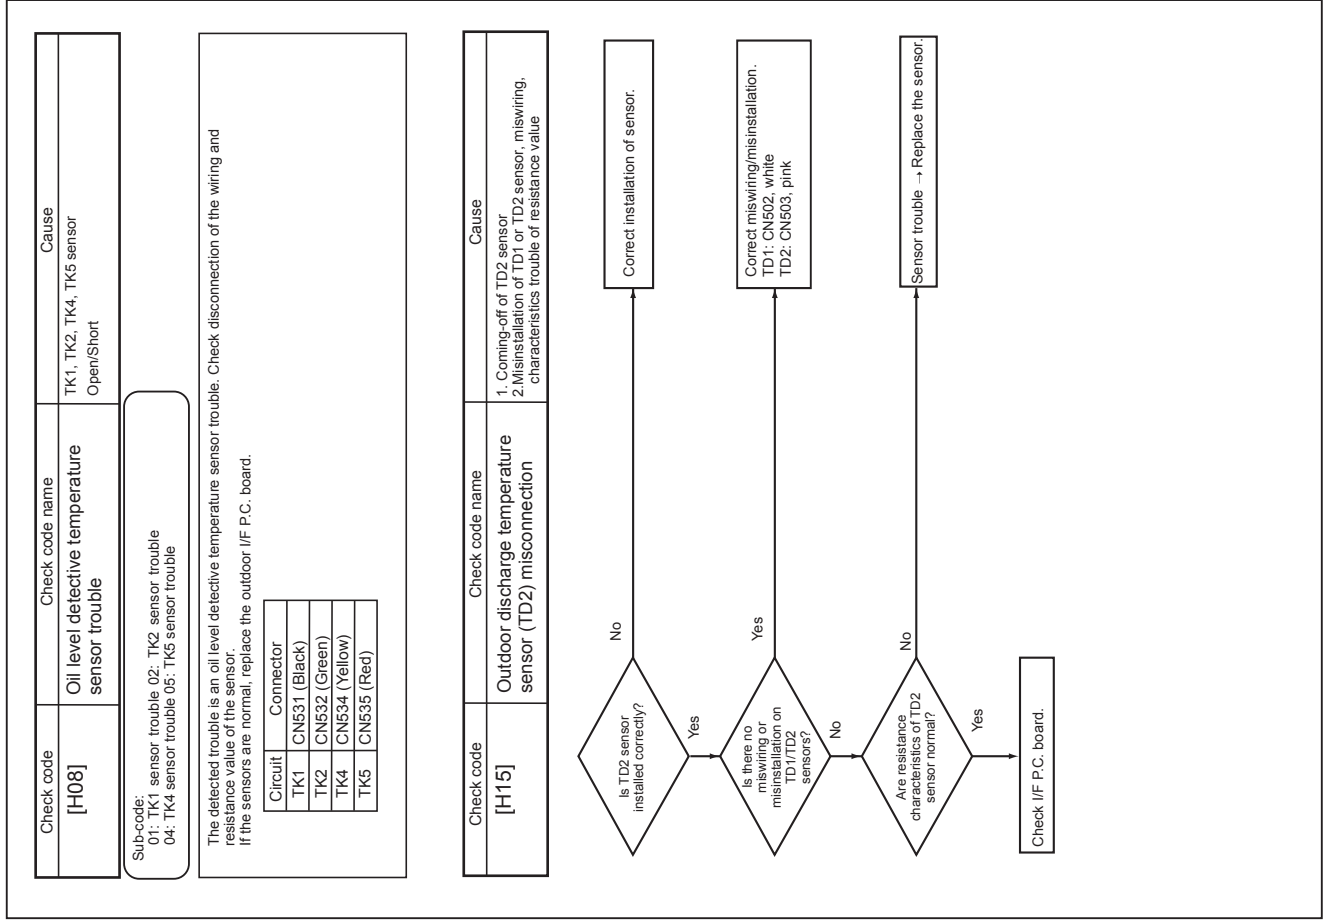 Check code
Check code name
Cause
[H08]
Oil level detective temperature
sensor trouble
TK1, TK2, TK4, TK5 sensor
Open/Short
Sub-code:
01: TK1 sensor trouble 02: TK2 sensor trouble
04: TK4 sensor trouble 05: TK5 sensor trouble
The detected trouble is an oil level detective temperature sensor trouble. Check disconnection of the wiring and
resistance value of the sensor.
If the sensors are normal, replace the outdoor I/F P.C. board.
Circuit
Connector
TK1
CN531 (Black)
TK2
CN532 (Green)
TK4
CN534 (Yellow)
TK5
CN535 (Red)
Check code
Check code name
Cause
[H15]
Outdoor discharge temperature
sensor (TD2) misconnection
1. Coming-off of TD2 sensor
2.Misinstallation of TD1 or TD2 sensor, miswiring,
characteristics trouble of resistance value
Is TD2 sensor
installed correctly?
No
Correct installation of sensor.
Yes
Is there no
miswiring or
misinstallation on
TD1/TD2
sensors?
Yes
Correct miswiring/misinstallation.
TD1: CN502, white
TD2: CN503, pink
No
Are resistance
characteristics of TD2
sensor normal?
No
Sensor trouble → Replace the sensor.
Yes
Check I/F P.C. board.